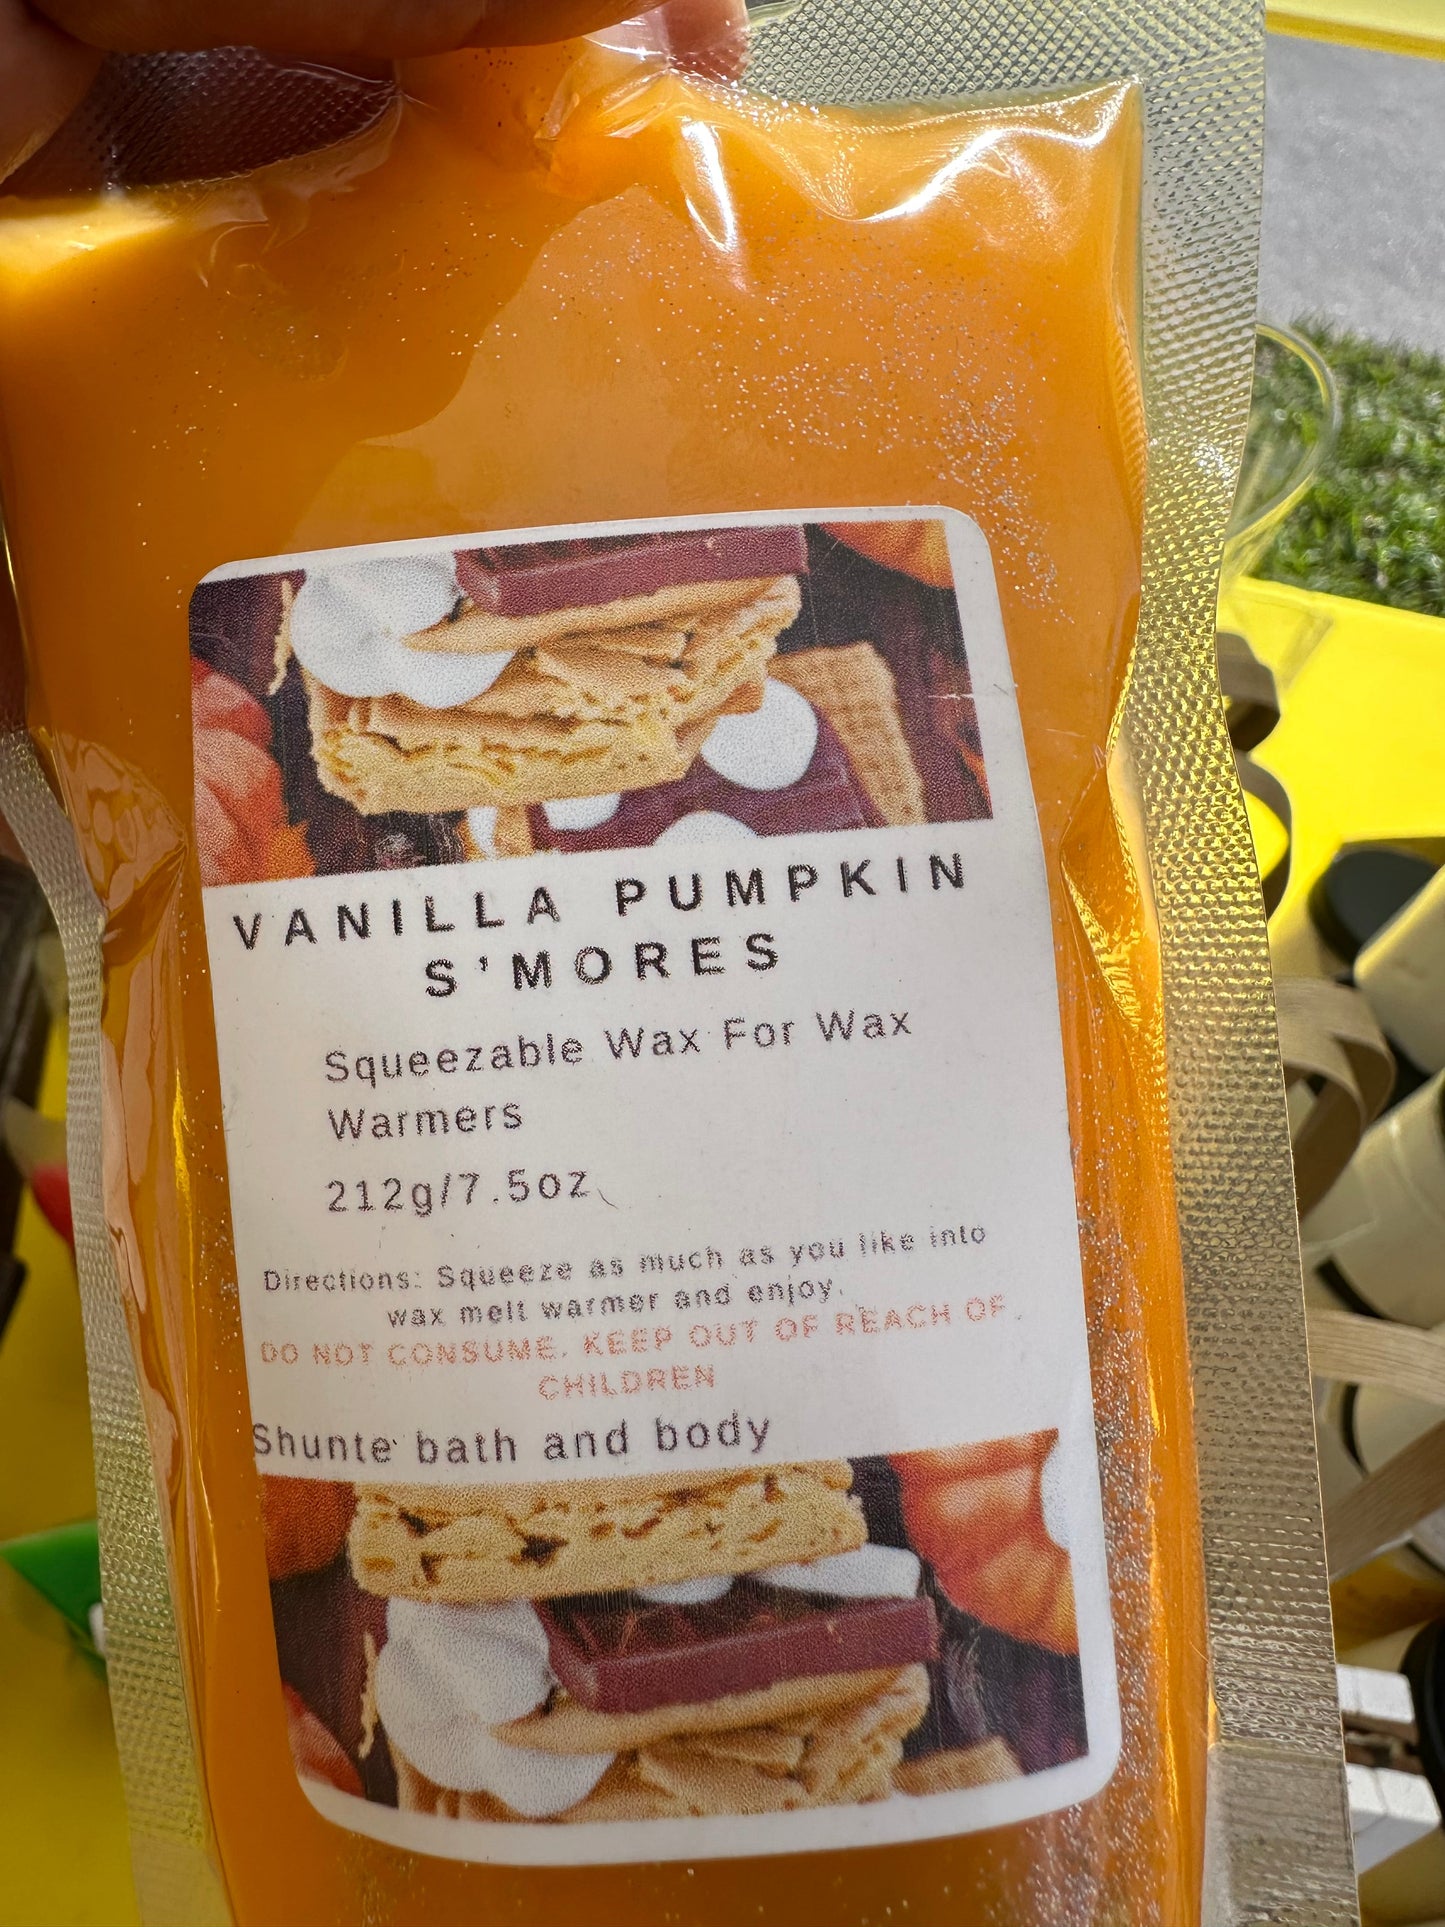 VANILLA PUMPKIN
S'MORES
Squeezable Wax For Wax
Warmers
212g/7.5oz
Directions: Squeeze as much as you like into
wax melt warmer and enjoy.
DO NOT CONSUME. KEEP OUT OF REACH OF
CHILDREN
Shunte bath and body